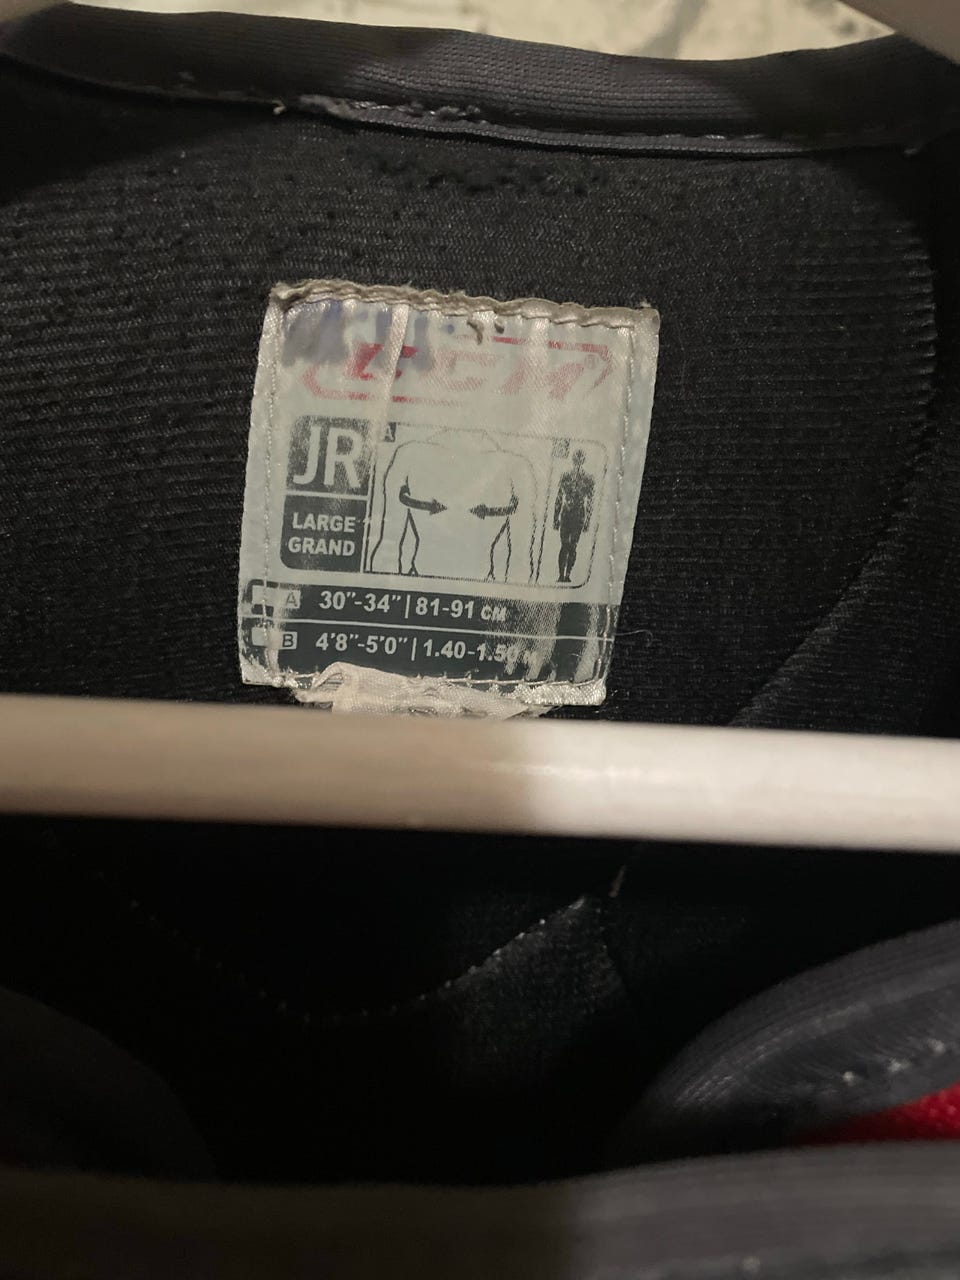 CCM®
JR
A
B
LARGE
GRAND
A 30"-34" | 81-91 CM
B 4'8"-5'0" | 1.40-1.50